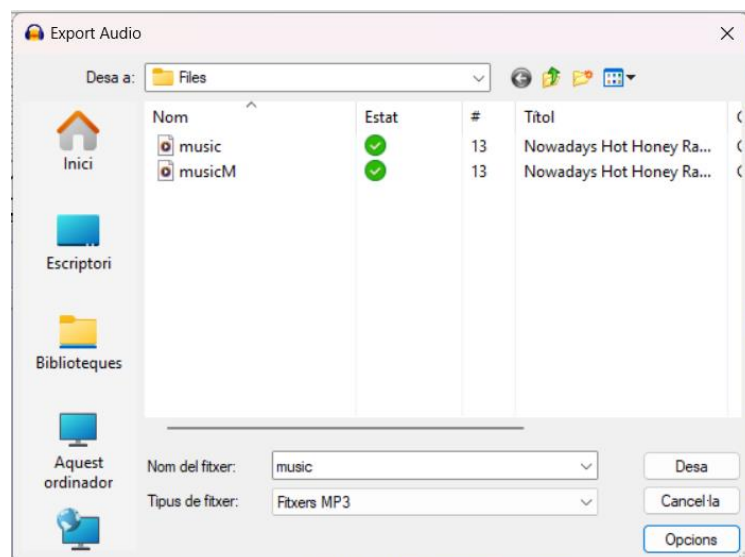 Export Audio
Desa a:
Files
Nom
Estat
#
Títol
music
13
Nowadays Hot Honey Ra...
musicM
13
Nowadays Hot Honey Ra...
Inici
Escriptori
Biblioteques
Aquest
ordinador
Nom del fitxer:
music
Desa
Tipus de fitxer:
Fitxers MP3
Cancel·la
Opcions